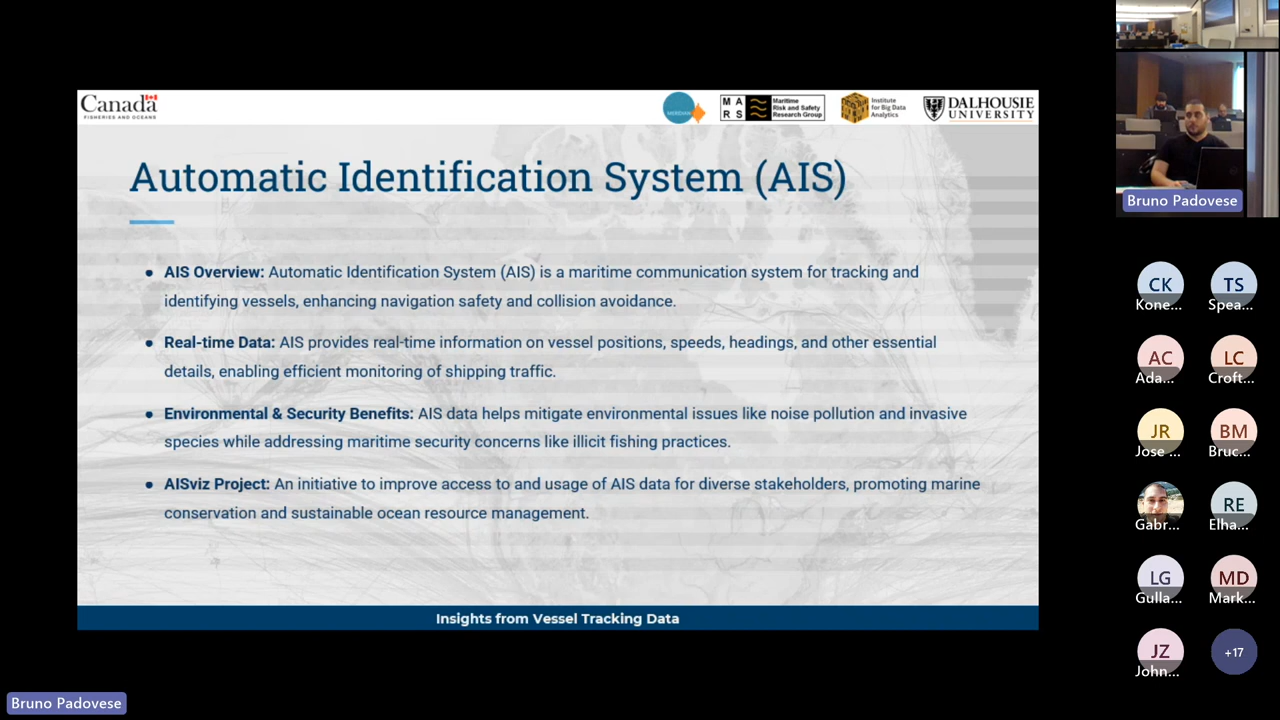 Canada
FISHERIES AND OCEANS
MERIDIAN
M A
R S
Maritime
Risk and Safety
Research Group
Institute
for Big Data
Analytics
DALHOUSIE
UNIVERSITY
Automatic Identification System (AIS)
● AIS Overview: Automatic Identification System (AIS) is a maritime communication system for tracking and
identifying vessels, enhancing navigation safety and collision avoidance.
● Real-time Data: AIS provides real-time information on vessel positions, speeds, headings, and other essential
details, enabling efficient monitoring of shipping traffic.
● Environmental & Security Benefits: AIS data helps mitigate environmental issues like noise pollution and invasive
species while addressing maritime security concerns like illicit fishing practices.
● AISviz Project: An initiative to improve access to and usage of AIS data for diverse stakeholders, promoting marine
conservation and sustainable ocean resource management.
Insights from Vessel Tracking Data
Bruno Padovese
Bruno Padovese
CK TS
Kone... Spea...
AC LC
Ada... Croft...
JR BM
Jose ... Bruc...
RE
Gabr... Elha...
LG MD
Gulla... Mark...
JZ +17
John...